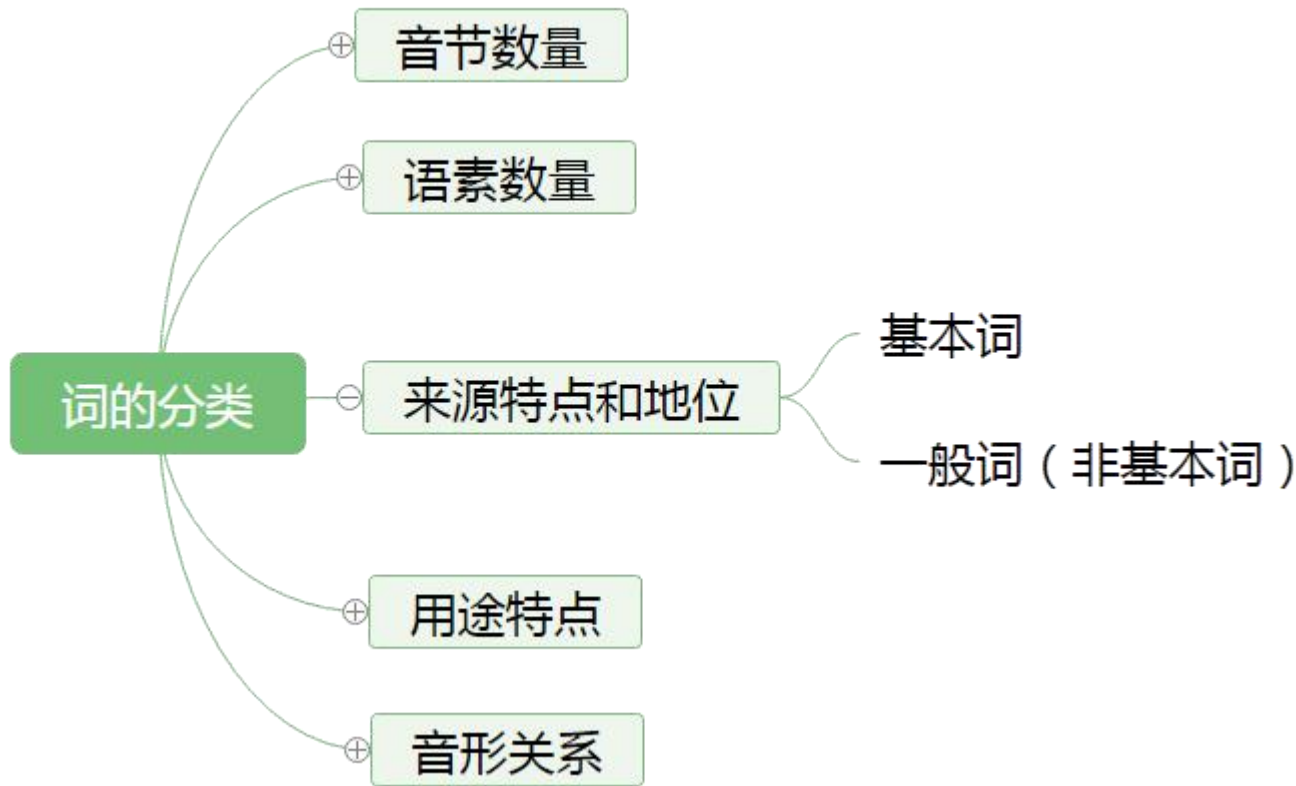 音节数量
语素数量
词的分类
来源特点和地位
基本词
一般词（非基本词）
用途特点
音形关系